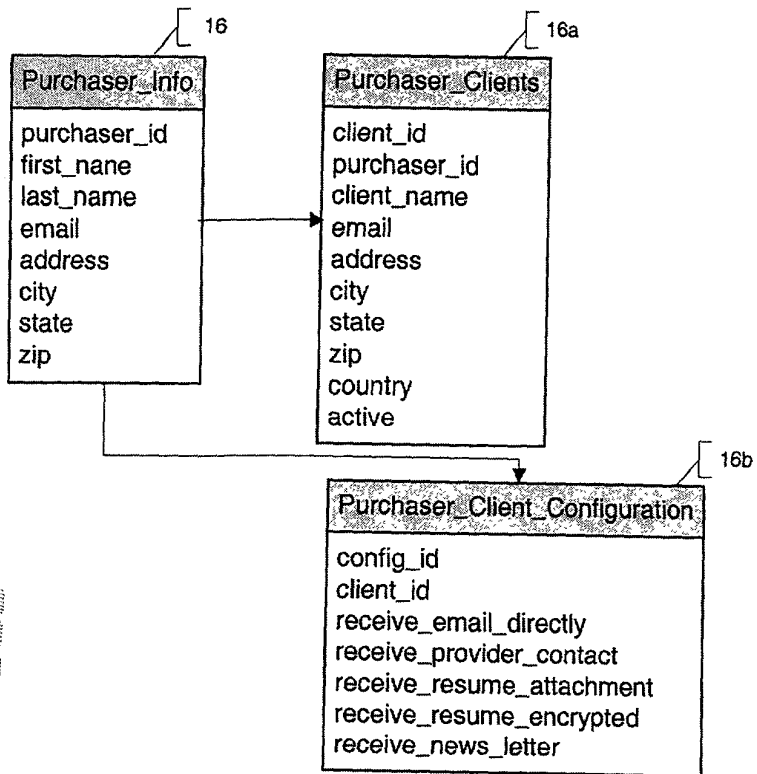 16
Purchaser_Info
purchaser_id
first_nane
last_name
email
address
city
state
zip
16a
Purchaser_Clients
client_id
purchaser_id
client_name
email
address
city
state
zip
country
active
16b
Purchaser_Client_Configuration
config_id
client_id
receive_email_directly
receive_provider_contact
receive_resume_attachment
receive_resume_encrypted
receive_news_letter